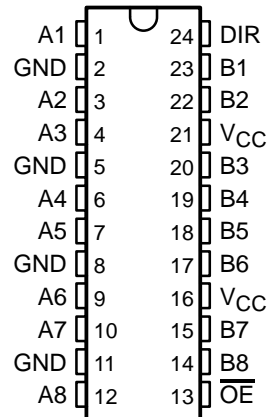 A1 1 24 DIR
GND 2 23 B1
A2 3 22 B2
A3 4 21 VCC
GND 5 20 B3
A4 6 19 B4
A5 7 18 B5
GND 8 17 B6
A6 9 16 VCC
A7 10 15 B7
GND 11 14 B8
A8 12 13 O̅E̅